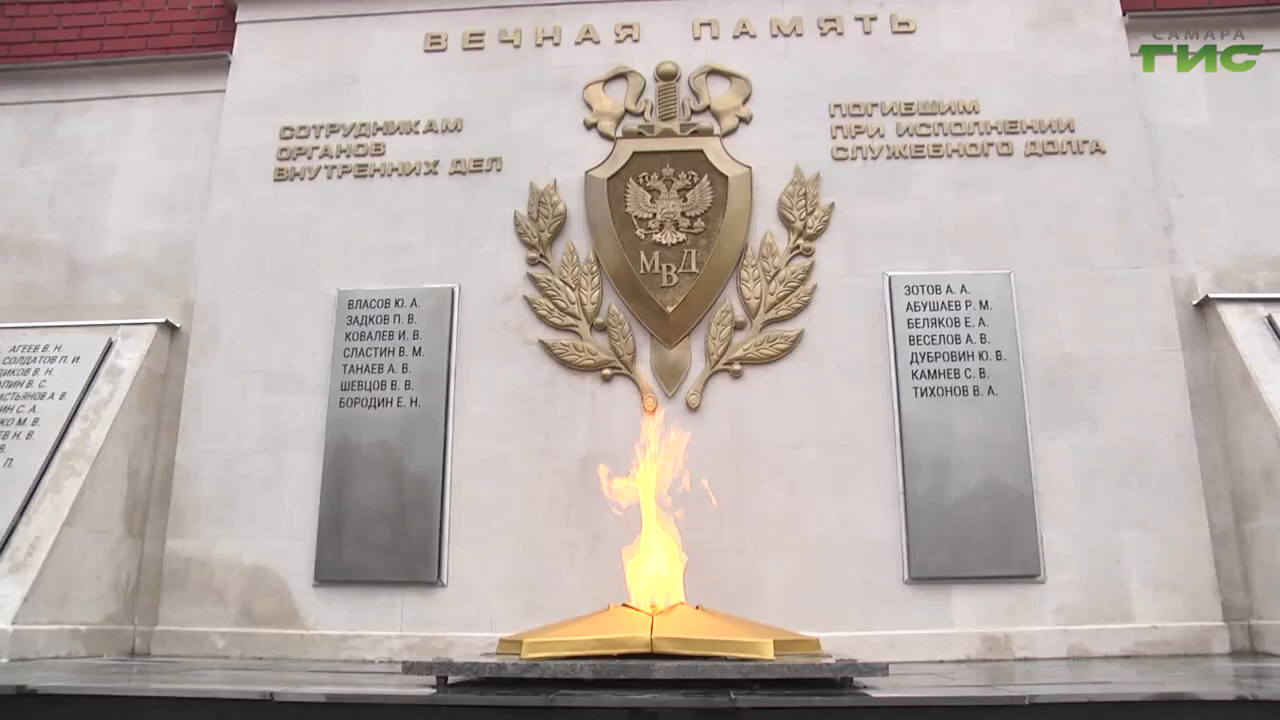 ВЕЧНАЯ ПАМЯТЬ
САМАРА
ГИС
СОТРУДНИКАМ
ОРГАНОВ
ВНУТРЕННИХ ДЕЛ
ПОГИБШИМ
ПРИ ИСПОЛНЕНИИ
СЛУЖЕБНОГО ДОЛГА
МВД
АГЕЕВ В. Н.
СОЛДАТОВ П. И.
В. Н.
В. С.
А. В.
С. А.
М. В.
Н. В.
В.
П.
ВЛАСОВ Ю. А.
ЗАДКОВ П. В.
КОВАЛЕВ И. В.
СЛАСТИН В. М.
ТАНАЕВ А. В.
ШЕВЦОВ В. В.
БОРОДИН Е. Н.
ЗОТОВ А. А.
АБУШАЕВ Р. М.
БЕЛЯКОВ Е. А.
ВЕСЕЛОВ А. В.
ДУБРОВИН Ю. В.
КАМНЕВ С. В.
ТИХОНОВ В. А.